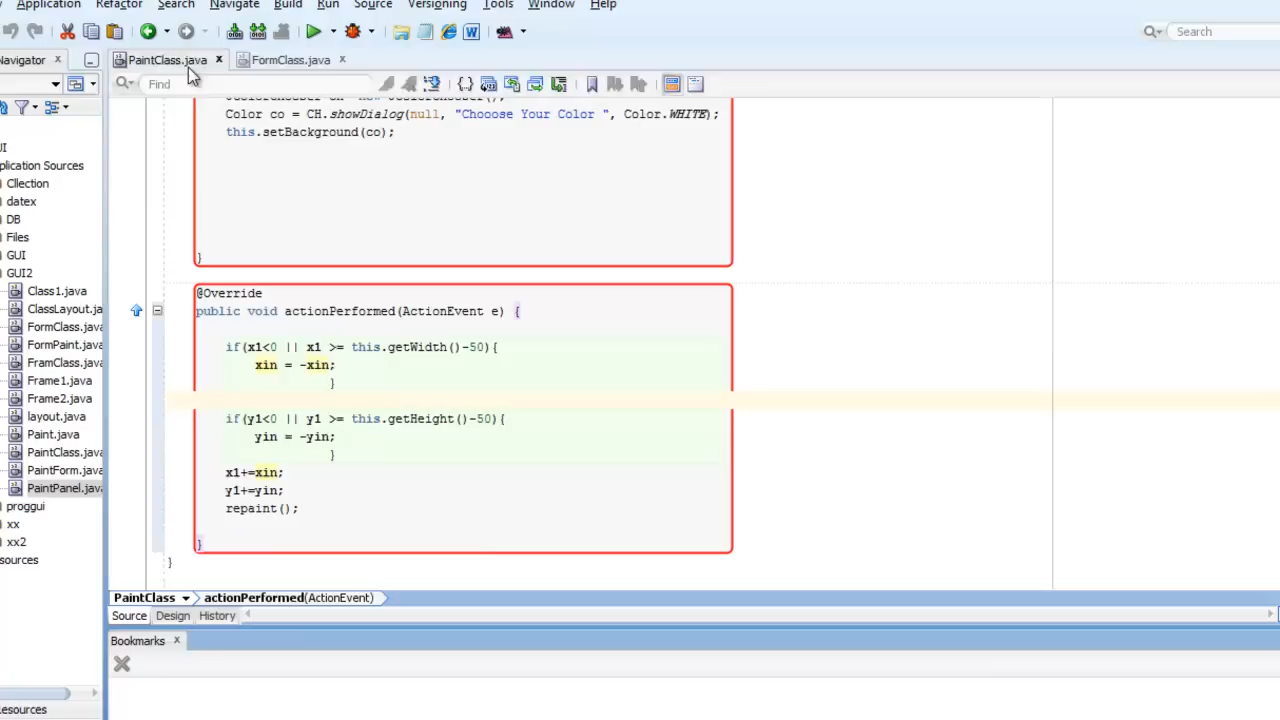 Application Refactor Search Navigate Build Run Source Versioning Tools Window Help
Search
Navigator PaintClass.java FormClass.java
Find
Color co = CH.showDialog(null, "Chooose Your Color ", Color.WHITE);
this.setBackground(co);
}
@Override
public void actionPerformed(ActionEvent e) {
if(x1<0 || x1 >= this.getWidth()-50){
xin = -xin;
}
if(y1<0 || y1 >= this.getHeight()-50){
yin = -yin;
}
x1+=xin;
y1+=yin;
repaint();
}
}
UI
plication Sources
Cllection
datex
DB
Files
GUI
GUI2
Class1.java
ClassLayout.ja
FormClass.java
FormPaint.java
FramClass.java
Frame1.java
Frame2.java
layout.java
Paint.java
PaintClass.java
PaintForm.java
PaintPanel.java
proggui
xx
xx2
sources
esources
PaintClass actionPerformed(ActionEvent)
Source Design History
Bookmarks